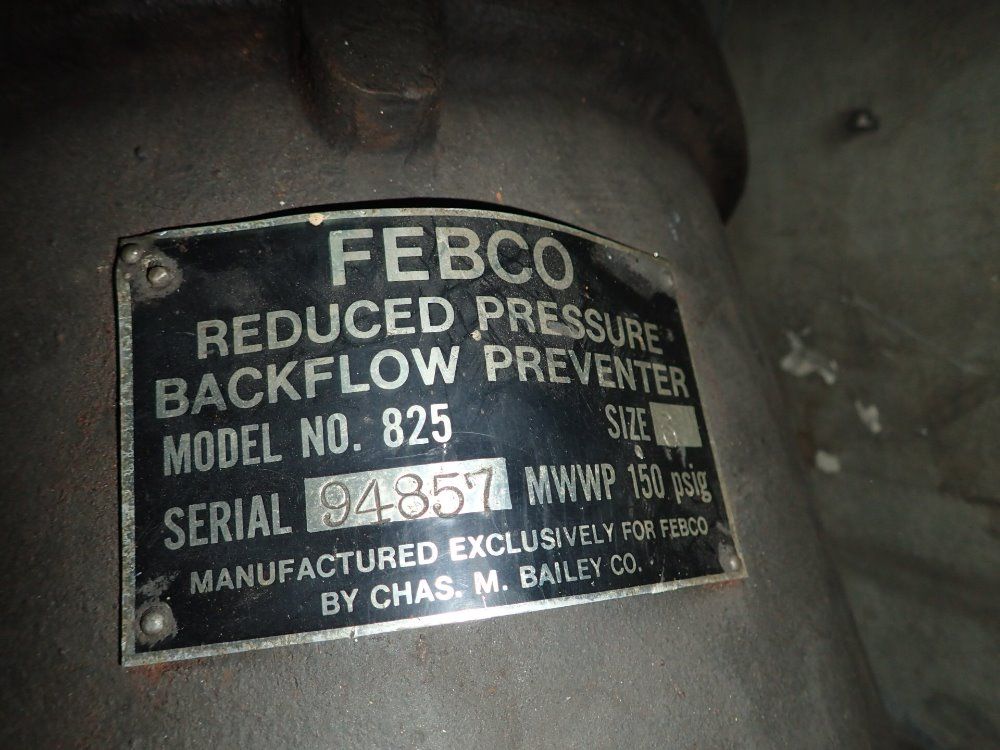 FEBCO
REDUCED PRESSURE
BACKFLOW PREVENTER
MODEL NO. 825 SIZE
SERIAL 94857 MWWP 150 psig
MANUFACTURED EXCLUSIVELY FOR FEBCO
BY CHAS. M. BAILEY CO.